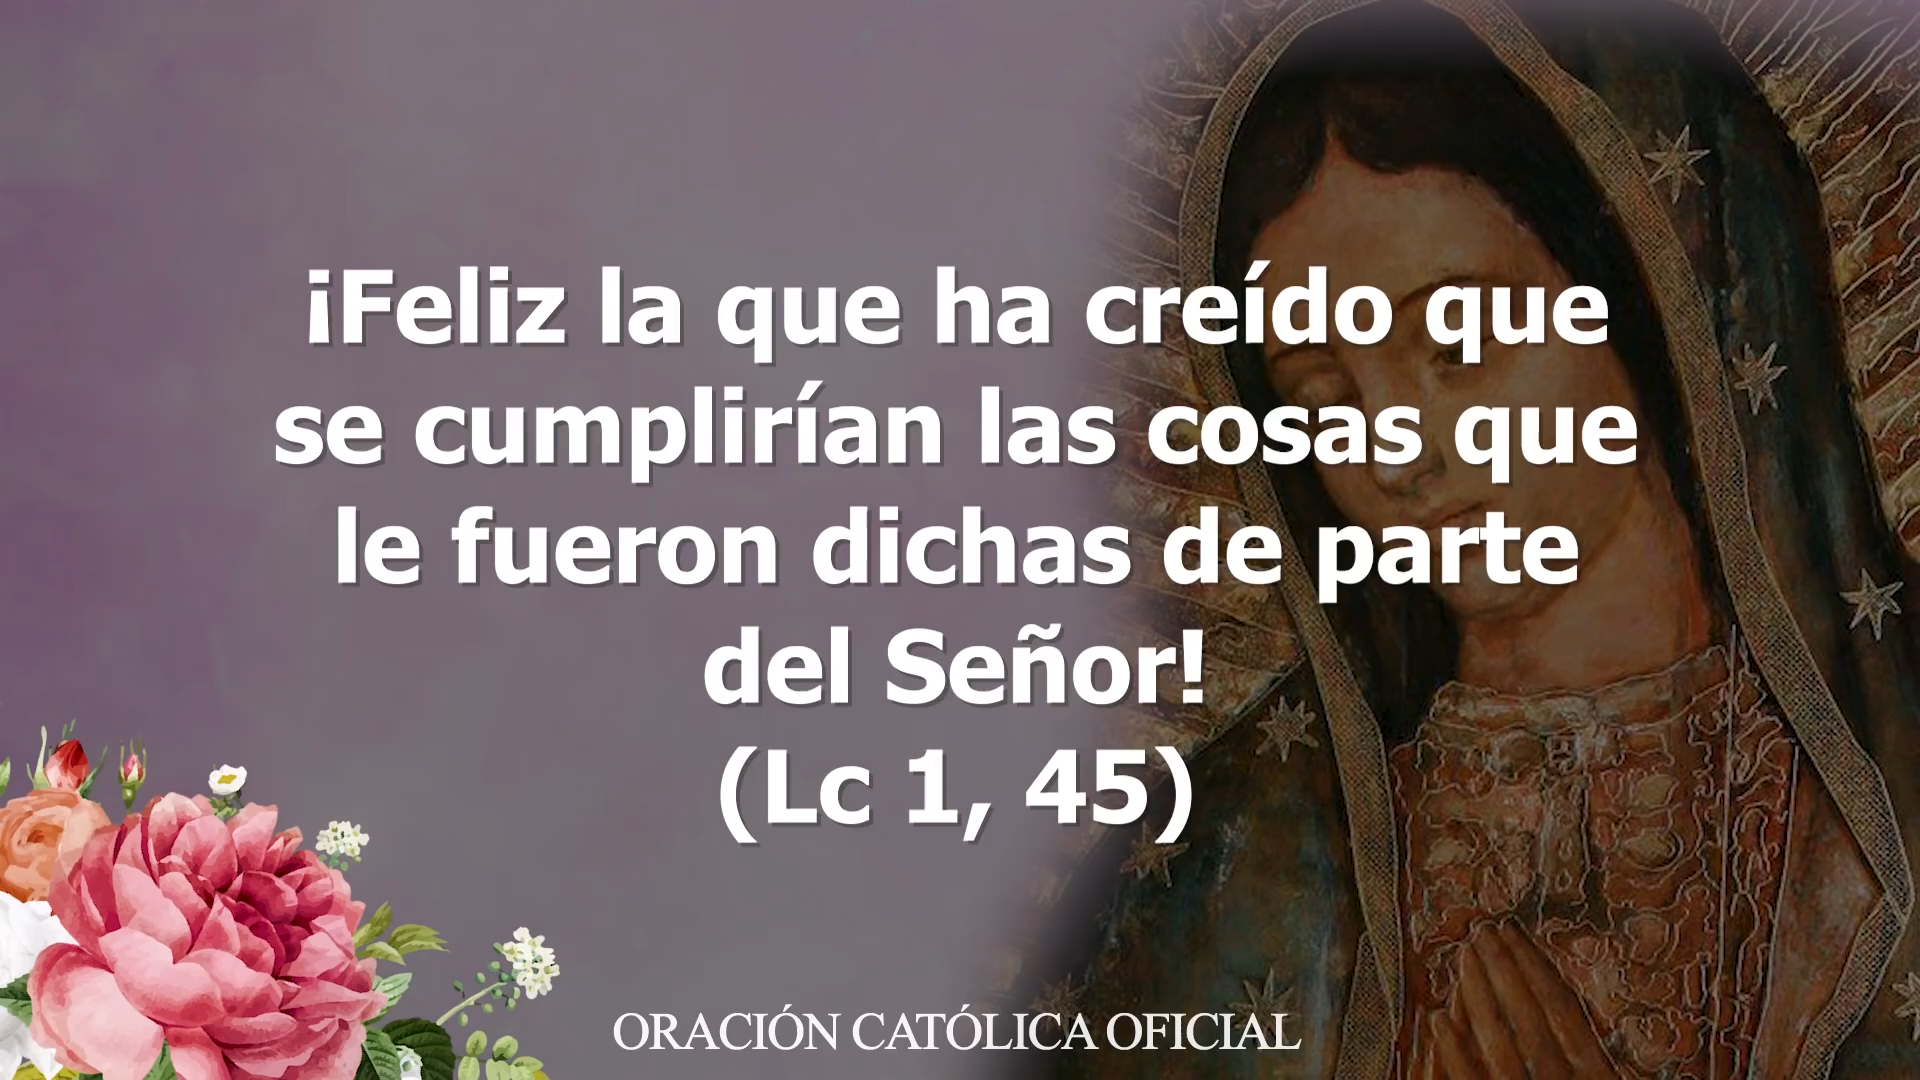 ¡Feliz la que ha creído que
se cumplirían las cosas que
le fueron dichas de parte
del Señor!
(Lc 1, 45)
ORACIÓN CATÓLICA OFICIAL